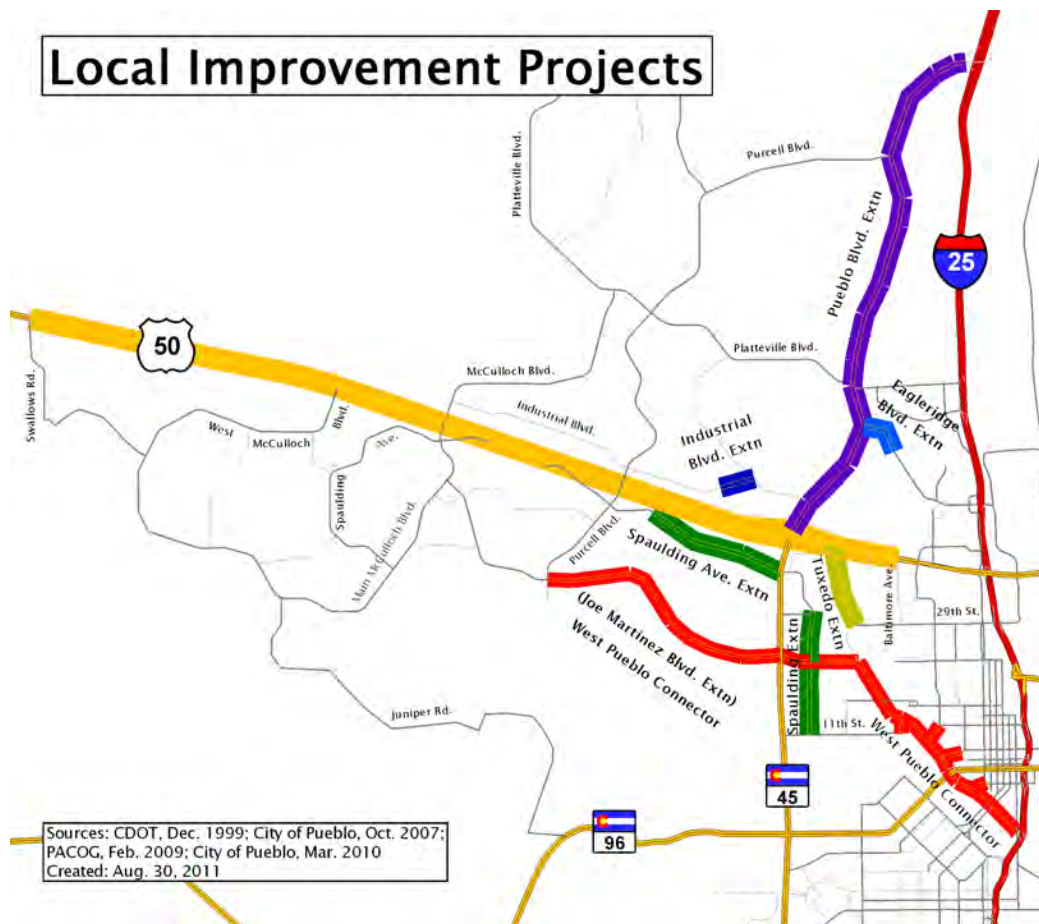 Local Improvement Projects
Purcell Blvd.
Platteville Blvd.
Pueblo Blvd. Extn
25
50
Platteville Blvd.
McCulloch Blvd.
Swallows Rd.
West
McCulloch
Blvd.
Industrial Blvd.
Eagleridge
Blvd. Extn
Industrial
Blvd. Extn
Spaulding
Ave.
Main McCulloch Blvd.
Purcell Blvd.
Spaulding Ave. Extn
Tuxedo Extn
Baltimore Ave.
29th St.
(Joe Martinez Blvd. Extn)
West Pueblo Connector
Spaulding Extn
11th St.
West Pueblo Connector
Juniper Rd.
45
96
Sources: CDOT, Dec. 1999; City of Pueblo, Oct. 2007;
PACOG, Feb. 2009; City of Pueblo, Mar. 2010
Created: Aug. 30, 2011